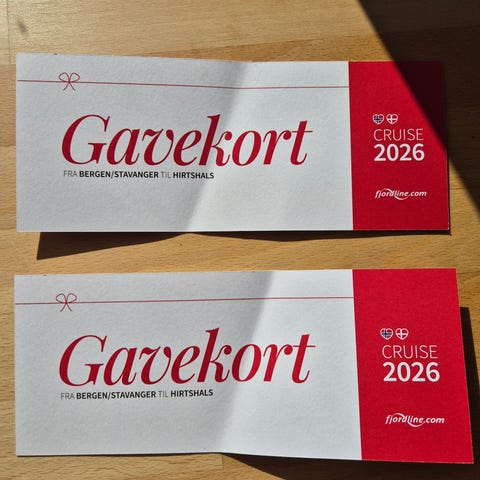 Gavekort
FRA BERGEN/STAVANGER TIL HIRTSHALS
CRUISE
2026
fjordline.com
Gavekort
FRA BERGEN/STAVANGER TIL HIRTSHALS
CRUISE
2026
fjordline.com